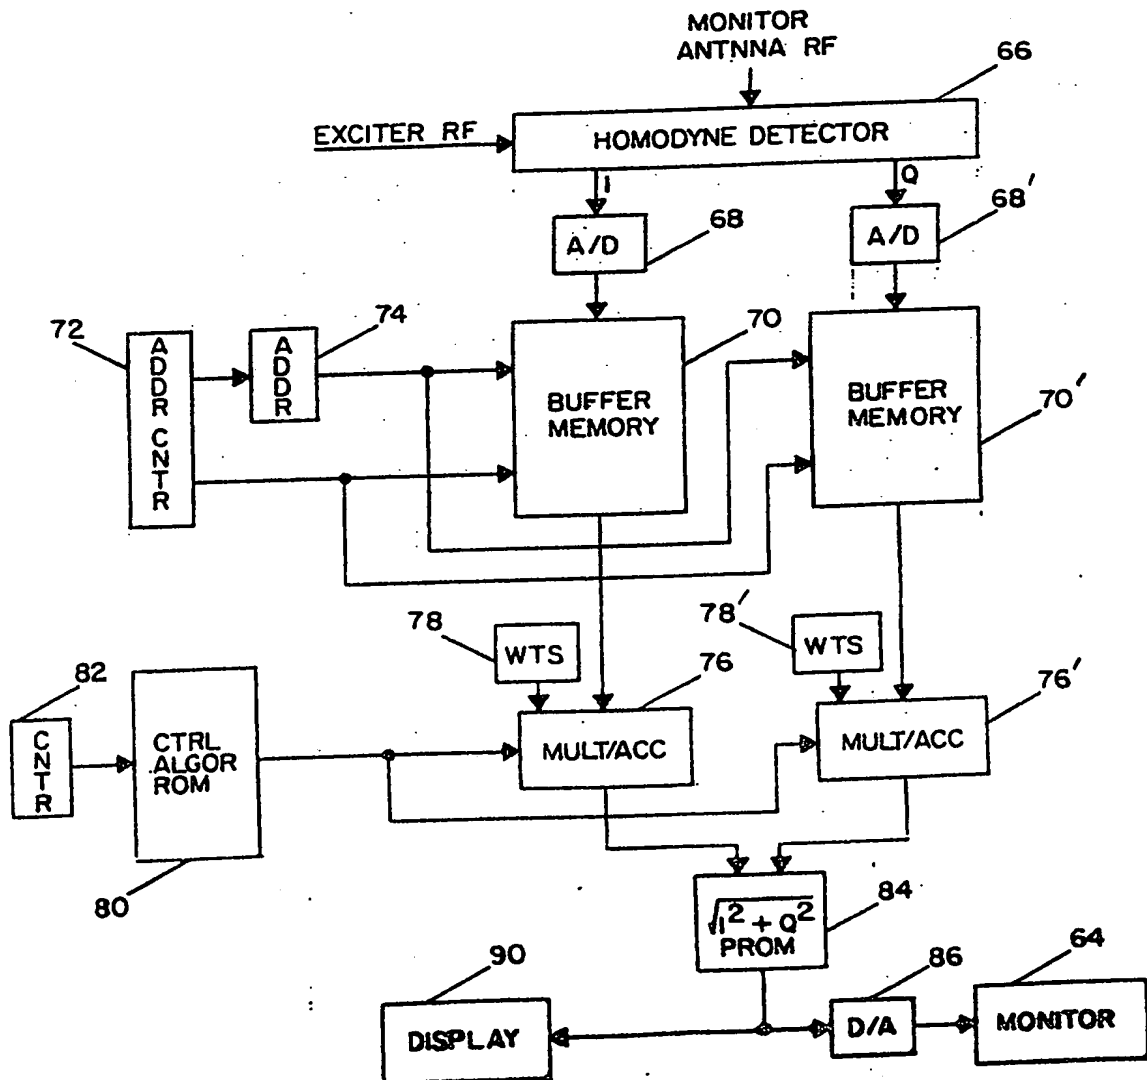 MONITOR
ANTNNA RF
66
EXCITER RF
HOMODYNE DETECTOR
I
Q
68
68'
A/D
A/D
72
74
70
ADDR CNTR
ADDR
BUFFER
MEMORY
BUFFER
MEMORY
70'
78
WTS
76
78'
WTS
76'
82
CNTR
CTRL
ALGOR
ROM
MULT/ACC
MULT/ACC
80
√I² + Q²
PROM
84
90
86
64
DISPLAY
D/A
MONITOR